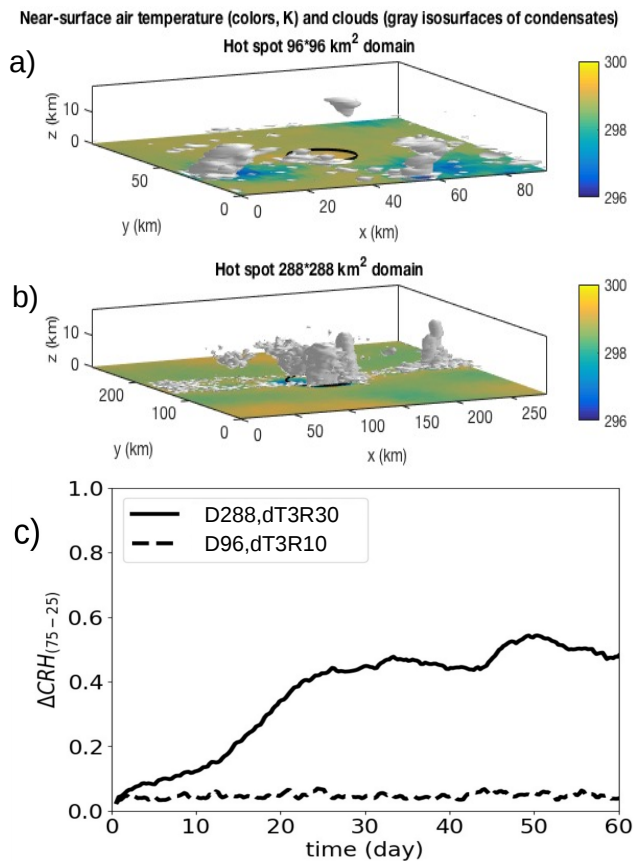 Near-surface air temperature (colors, K) and clouds (gray isosurfaces of condensates)
Hot spot 96*96 km² domain
a)
300
298
296
z (km)
10
0
50
0
y (km)
0
20
40
60
80
x (km)
Hot spot 288*288 km² domain
b)
300
298
296
z (km)
10
0
200
100
0
y (km)
0
50
100
150
200
250
x (km)
c)
D288,dT3R30
D96,dT3R10
1.0
0.8
0.6
0.4
0.2
0.0
ΔCRH(75 − 25)
0
10
20
30
40
50
60
time (day)